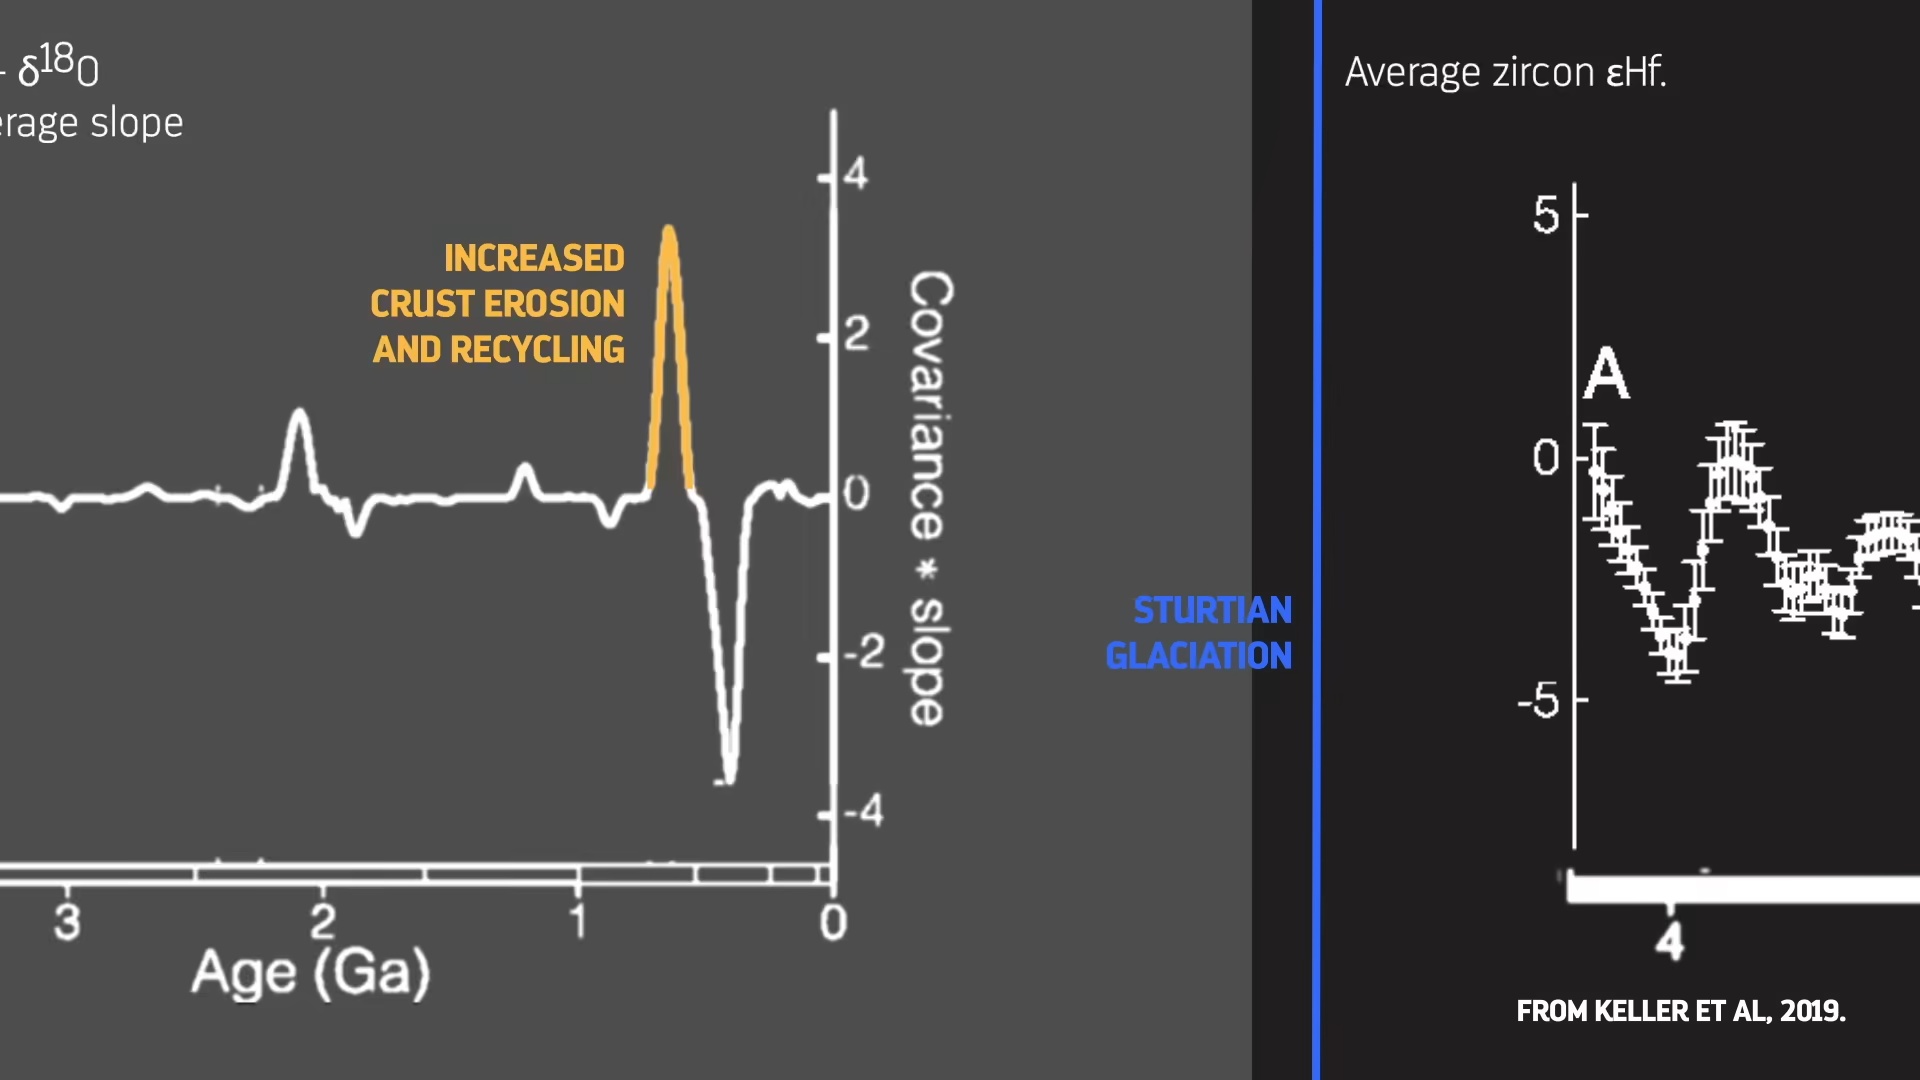 - δ18O
erage slope
INCREASED
CRUST EROSION
AND RECYCLING
4
2
0
-2
-4
Covariance * slope
3
2
1
0
Age (Ga)
STURTIAN
GLACIATION
Average zircon εHf.
5
A
0
-5
4
FROM KELLER ET AL, 2019.